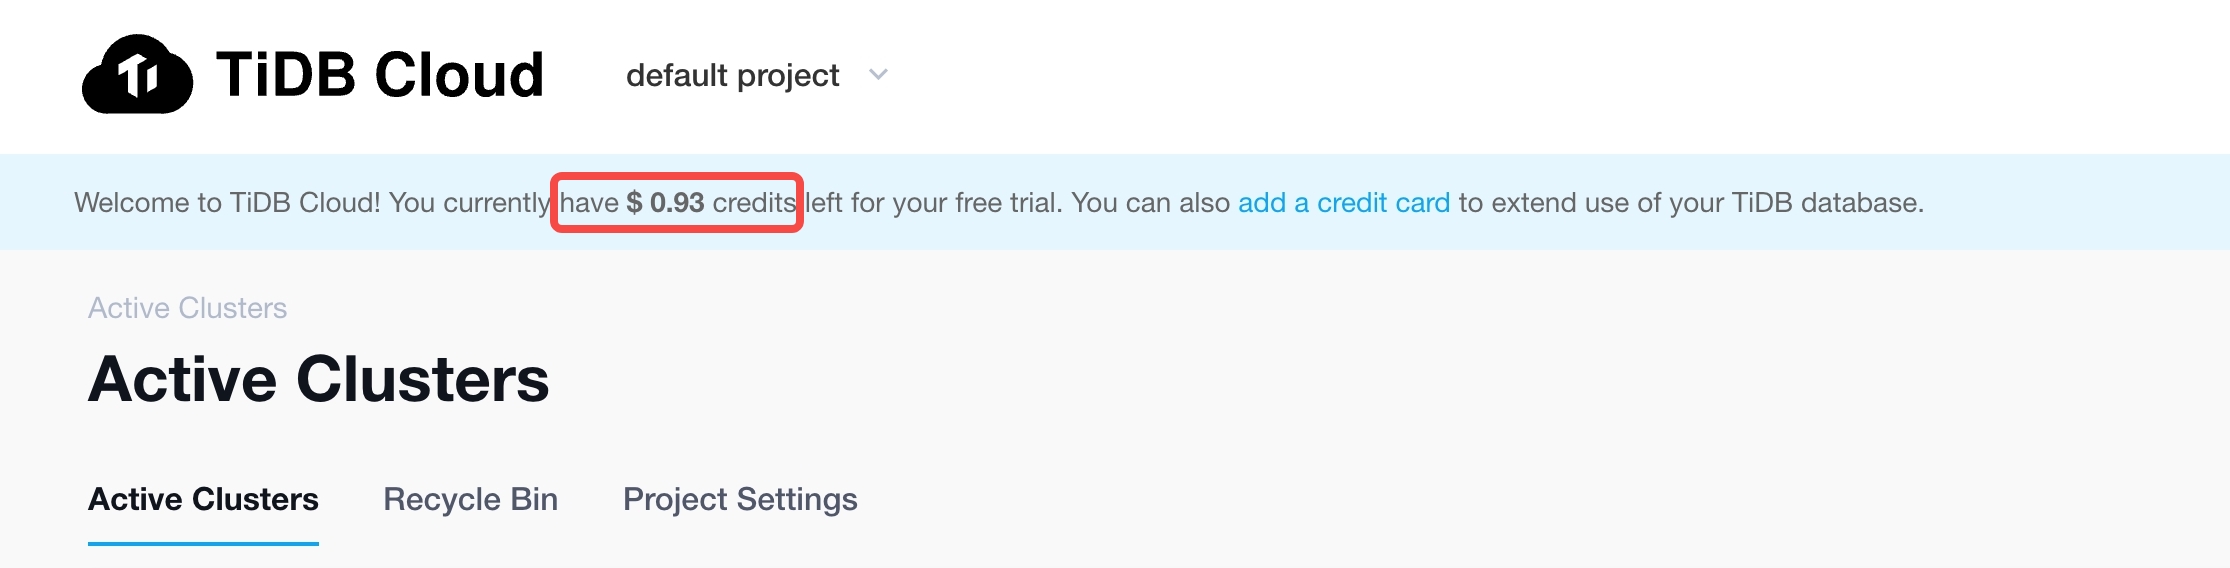 TiDB Cloud default project
Welcome to TiDB Cloud! You currently have $ 0.93 credits left for your free trial. You can also add a credit card to extend use of your TiDB database.
Active Clusters
Active Clusters
Active Clusters Recycle Bin Project Settings